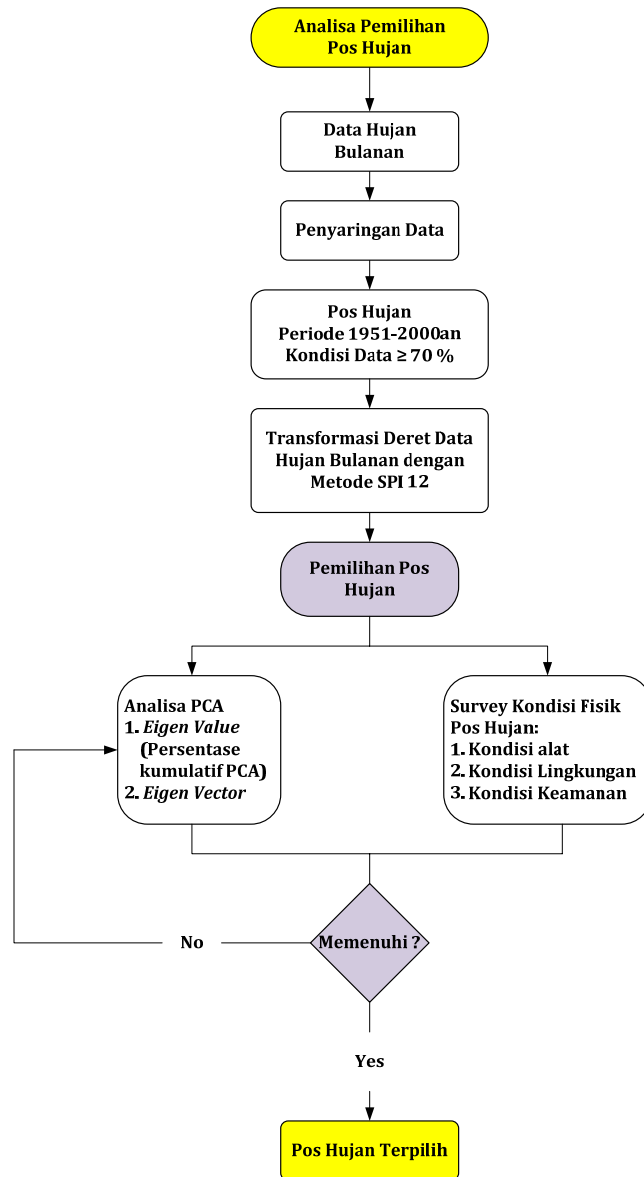 Analisa Pemilihan
Pos Hujan
Data Hujan
Bulanan
Penyaringan Data
Pos Hujan
Periode 1951-2000an
Kondisi Data ≥ 70 %
Transformasi Deret Data
Hujan Bulanan dengan
Metode SPI 12
Pemilihan Pos
Hujan
Analisa PCA
1. Eigen Value
(Persentase
kumulatif PCA)
2. Eigen Vector
Survey Kondisi Fisik
Pos Hujan:
1. Kondisi alat
2. Kondisi Lingkungan
3. Kondisi Keamanan
Memenuhi ?
No
Yes
Pos Hujan Terpilih